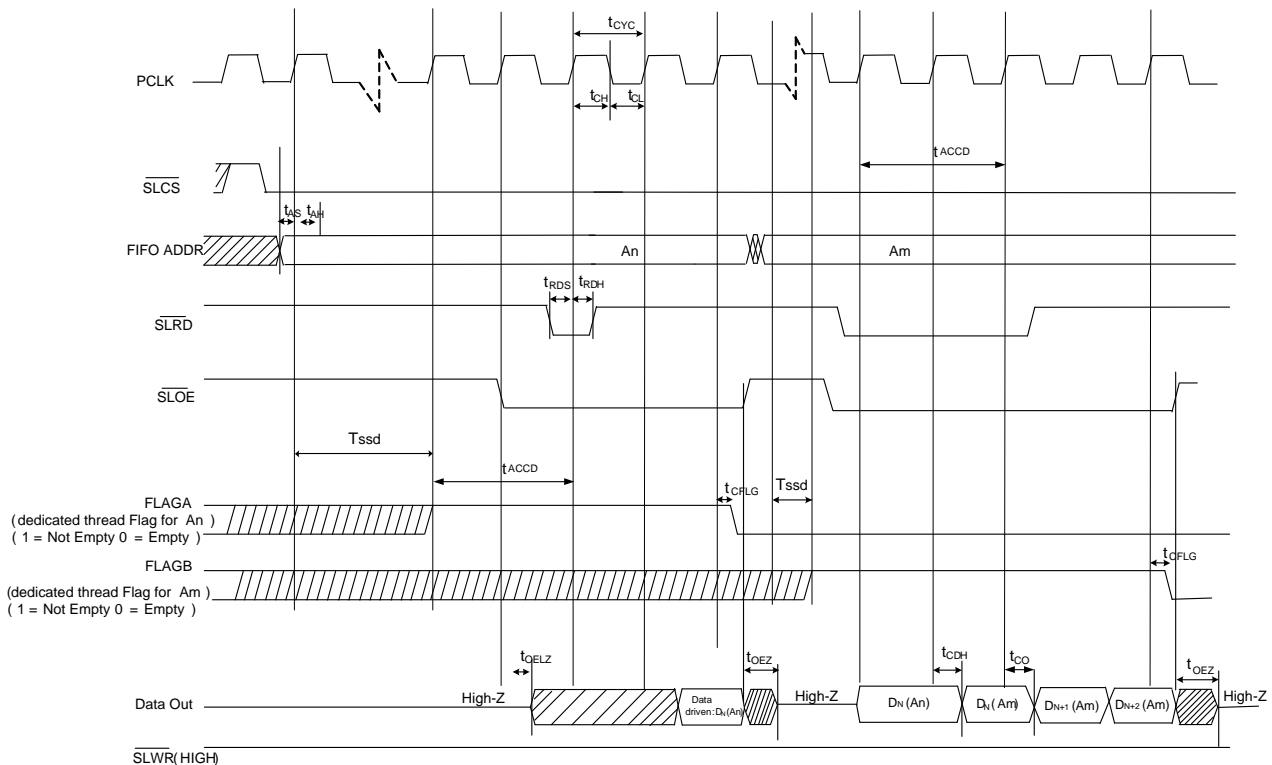 tCYC
PCLK
tCH
tCL
tACCD
SLCS
tAS
tAH
FIFO ADDR
An
Am
tRDS
tRDH
SLRD
SLOE
Tssd
tACCD
tCFLG
Tssd
FLAGA
(dedicated thread Flag for An )
( 1 = Not Empty 0 = Empty )
FLAGB
tCFLG
(dedicated thread Flag for Am )
( 1 = Not Empty 0 = Empty )
tOELZ
tOEZ
tCDH
tCO
tOEZ
Data Out
High-Z
Data
driven:DN(An)
High-Z
DN(An)
DN(Am)
DN+1(Am)
DN+2(Am)
High-Z
SLWR(HIGH)